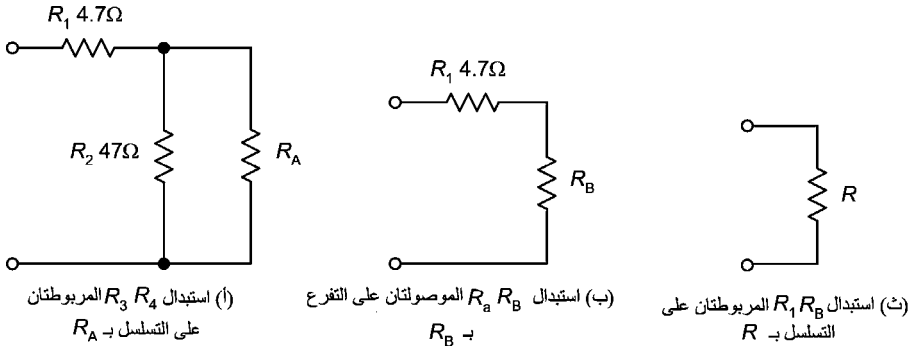 R1 4.7Ω
R2 47Ω
RA
R1 4.7Ω
RB
R
(أ) استبدال R3 R4 المربوطتان
على التسلسل بـ RA
(ب) استبدال Ra RB الموصولتان على التفرع
بـ RB
(ث) استبدال R1 RB المربوطتان على
التسلسل بـ R